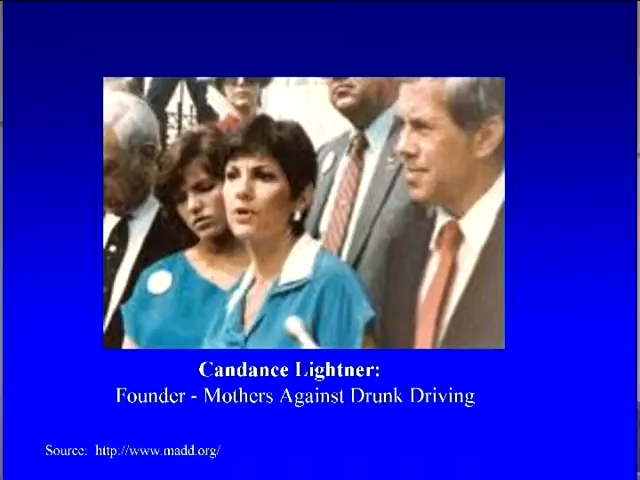 Candance Lightner:
Founder - Mothers Against Drunk Driving
Source: http://www.madd.org/